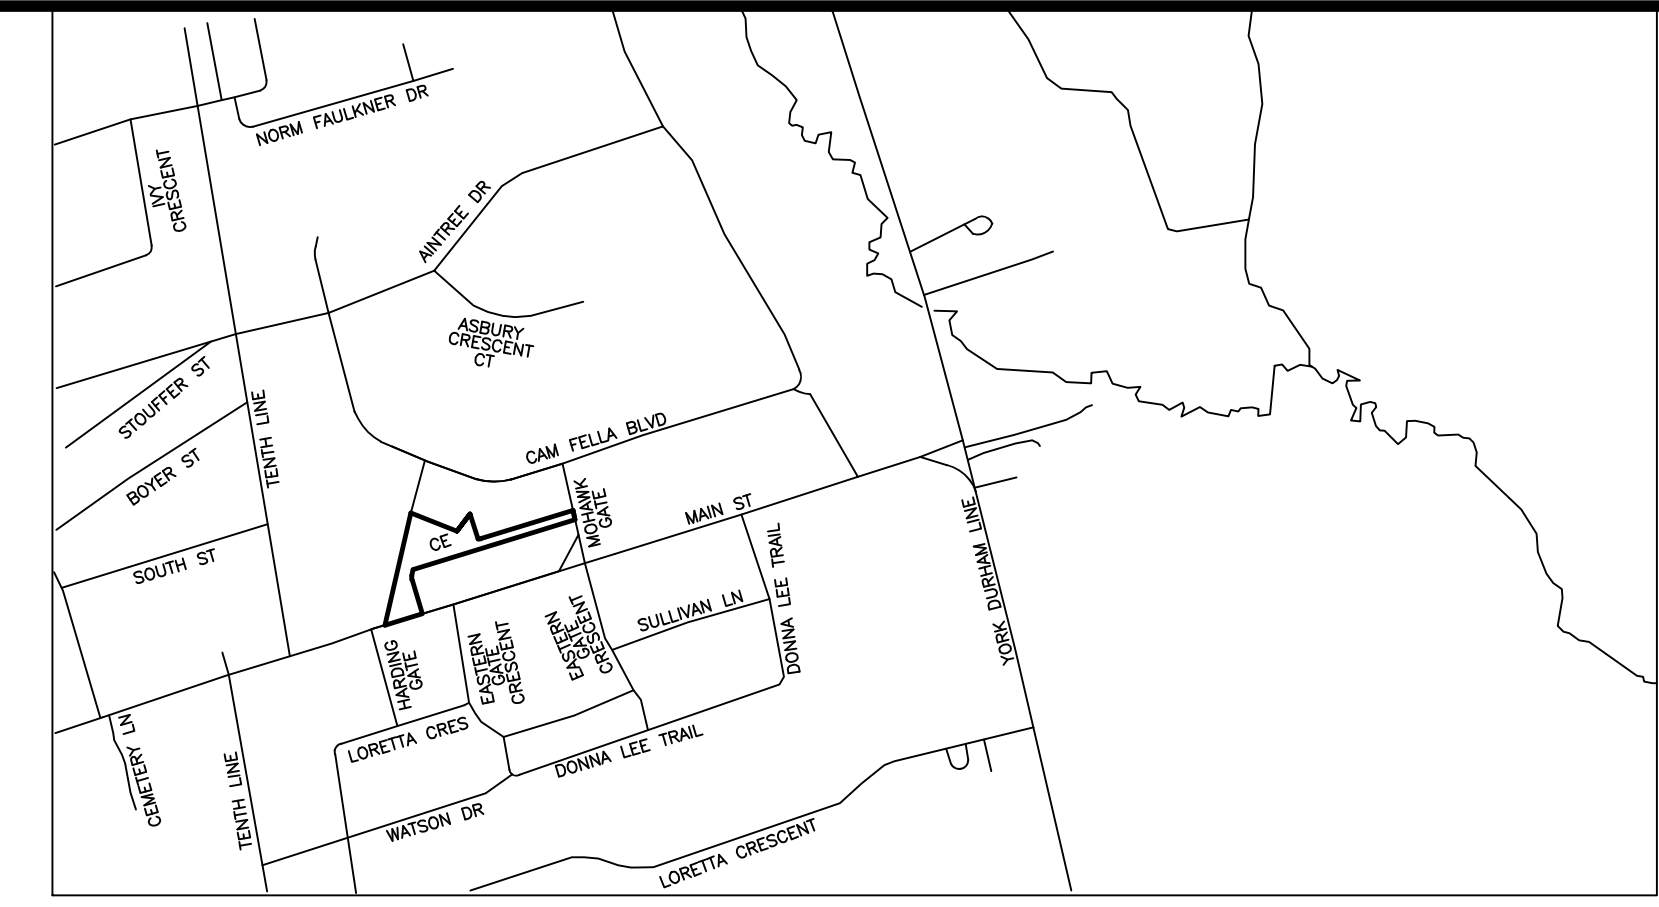 NORM FAULKNER DR
IVY
CRESCENT
AINTREE DR
ASBURY
CRESCENT
CT
STOUFFER ST
TENTH LINE
BOYER ST
CAM FELLA BLVD
MOHAWK
GATE
MAIN ST
CE
SOUTH ST
DONNA LEE TRAIL
YORK DURHAM LINE
SULLIVAN LN
HARDING
GATE
EASTERN
GATE
CRESCENT
EASTERN
GATE
CRESCENT
LORETTA CRES
DONNA LEE TRAIL
CEMETERY LN
TENTH LINE
WATSON DR
LORETTA CRESCENT